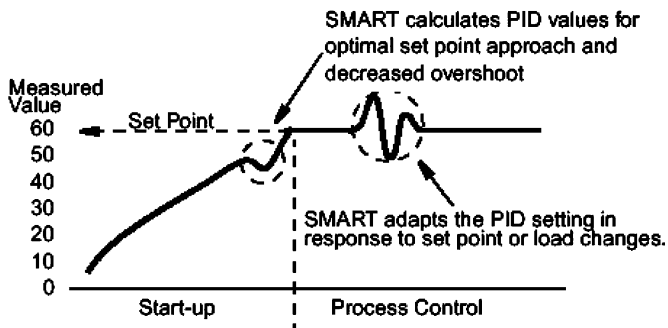 SMART calculates PID values for
optimal set point approach and
decreased overshoot
Measured
Value
60
Set Point
50
40
30
20
10
0
SMART adapts the PID setting in
response to set point or load changes.
Start-up
Process Control